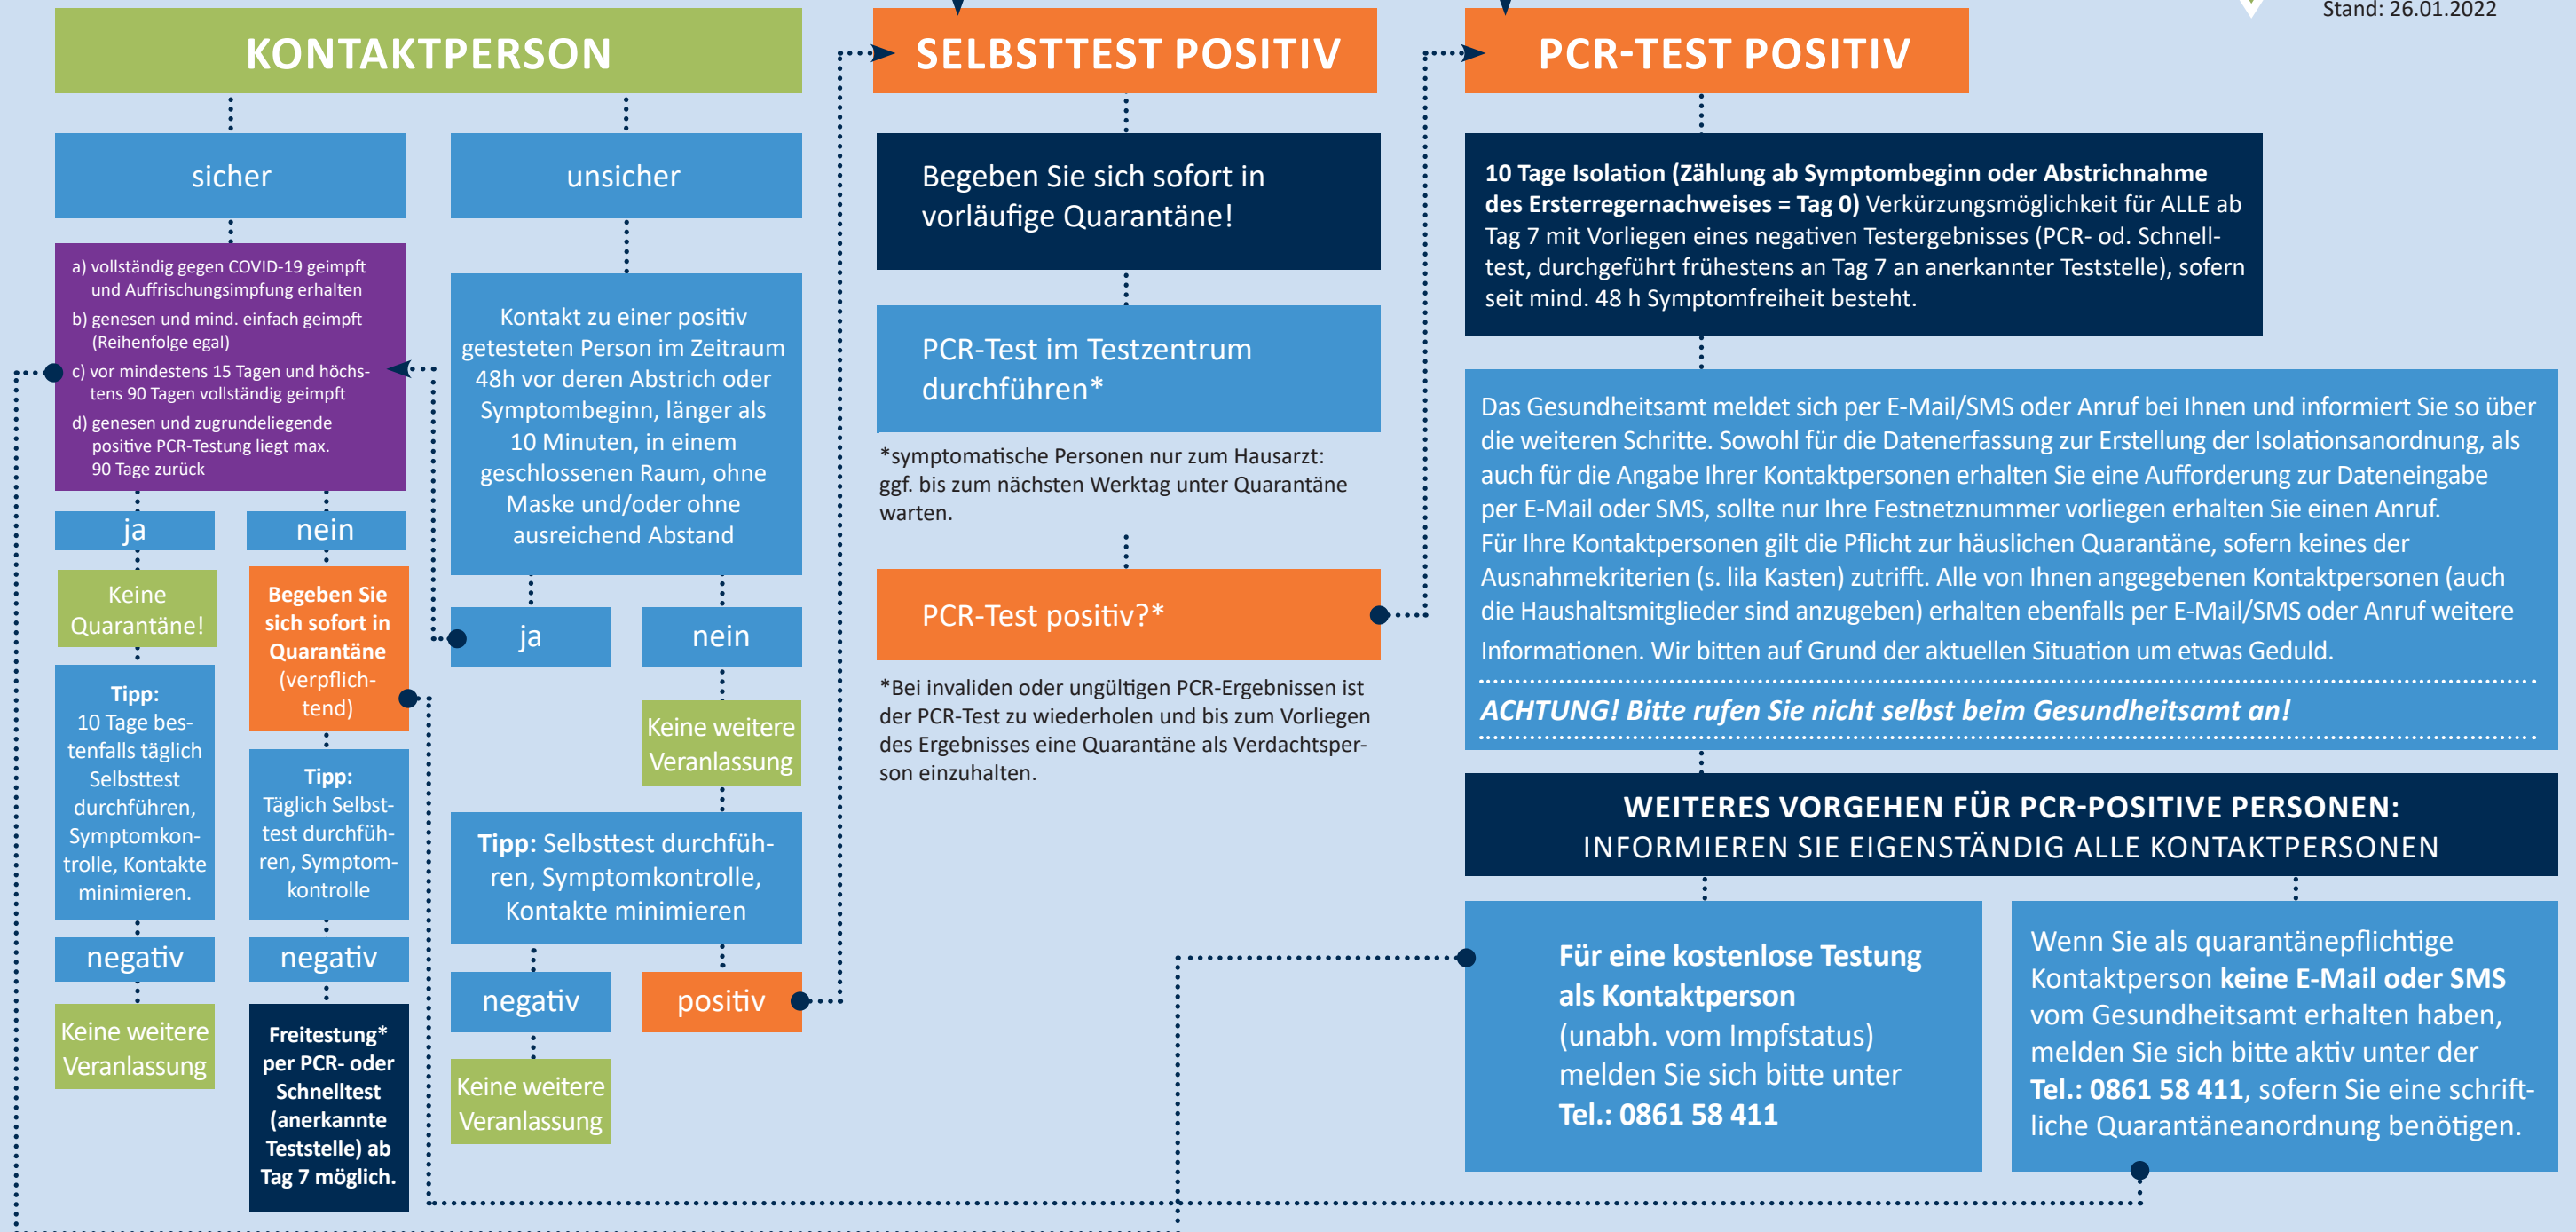 Stand: 26.01.2022
KONTAKTPERSON
sicher
a) vollständig gegen COVID-19 geimpft
und Auffrischungsimpfung erhalten
b) genesen und mind. einfach geimpft
(Reihenfolge egal)
c) vor mindestens 15 Tagen und höchs-
tens 90 Tagen vollständig geimpft
d) genesen und zugrundeliegende
positive PCR-Testung liegt max.
90 Tage zurück
ja
Keine
Quarantäne!
Tipp:
10 Tage bes-
tenfalls täglich
Selbsttest
durchführen,
Symptomkon-
trolle, Kontakte
minimieren.
negativ
Keine weitere
Veranlassung
nein
Begeben Sie
sich sofort in
Quarantäne
(verpflich-
tend)
Tipp:
Täglich Selbst-
test durchfüh-
ren, Symptom-
kontrolle
negativ
Freitestung*
per PCR- oder
Schnelltest
(anerkannte
Teststelle) ab
Tag 7 möglich.
unsicher
Kontakt zu einer positiv
getesteten Person im Zeitraum
48h vor deren Abstrich oder
Symptombeginn, länger als
10 Minuten, in einem
geschlossenen Raum, ohne
Maske und/oder ohne
ausreichend Abstand
ja
nein
Keine weitere
Veranlassung
Tipp: Selbsttest durchfüh-
ren, Symptomkontrolle,
Kontakte minimieren
negativ
Keine weitere
Veranlassung
positiv
SELBSTTEST POSITIV
Begeben Sie sich sofort in
vorläufige Quarantäne!
PCR-Test im Testzentrum
durchführen*
*symptomatische Personen nur zum Hausarzt:
ggf. bis zum nächsten Werktag unter Quarantäne
warten.
PCR-Test positiv?*
*Bei invaliden oder ungültigen PCR-Ergebnissen ist
der PCR-Test zu wiederholen und bis zum Vorliegen
des Ergebnisses eine Quarantäne als Verdachtsper-
son einzuhalten.
PCR-TEST POSITIV
10 Tage Isolation (Zählung ab Symptombeginn oder Abstrichnahme
des Ersterregernachweises = Tag 0) Verkürzungsmöglichkeit für ALLE ab
Tag 7 mit Vorliegen eines negativen Testergebnisses (PCR- od. Schnell-
test, durchgeführt frühestens an Tag 7 an anerkannter Teststelle), sofern
seit mind. 48 h Symptomfreiheit besteht.
Das Gesundheitsamt meldet sich per E-Mail/SMS oder Anruf bei Ihnen und informiert Sie so über
die weiteren Schritte. Sowohl für die Datenerfassung zur Erstellung der Isolationsanordnung, als
auch für die Angabe Ihrer Kontaktpersonen erhalten Sie eine Aufforderung zur Dateneingabe
per E-Mail oder SMS, sollte nur Ihre Festnetznummer vorliegen erhalten Sie einen Anruf.
Für Ihre Kontaktpersonen gilt die Pflicht zur häuslichen Quarantäne, sofern keines der
Ausnahmekriterien (s. lila Kasten) zutrifft. Alle von Ihnen angegebenen Kontaktpersonen (auch
die Haushaltsmitglieder sind anzugeben) erhalten ebenfalls per E-Mail/SMS oder Anruf weitere
Informationen. Wir bitten auf Grund der aktuellen Situation um etwas Geduld.
ACHTUNG! Bitte rufen Sie nicht selbst beim Gesundheitsamt an!
WEITERES VORGEHEN FÜR PCR-POSITIVE PERSONEN:
INFORMIEREN SIE EIGENSTÄNDIG ALLE KONTAKTPERSONEN
Für eine kostenlose Testung
als Kontaktperson
(unabh. vom Impfstatus)
melden Sie sich bitte unter
Tel.: 0861 58 411
Wenn Sie als quarantänepflichtige
Kontaktperson keine E-Mail oder SMS
vom Gesundheitsamt erhalten haben,
melden Sie sich bitte aktiv unter der
Tel.: 0861 58 411, sofern Sie eine schrift-
liche Quarantäneanordnung benötigen.